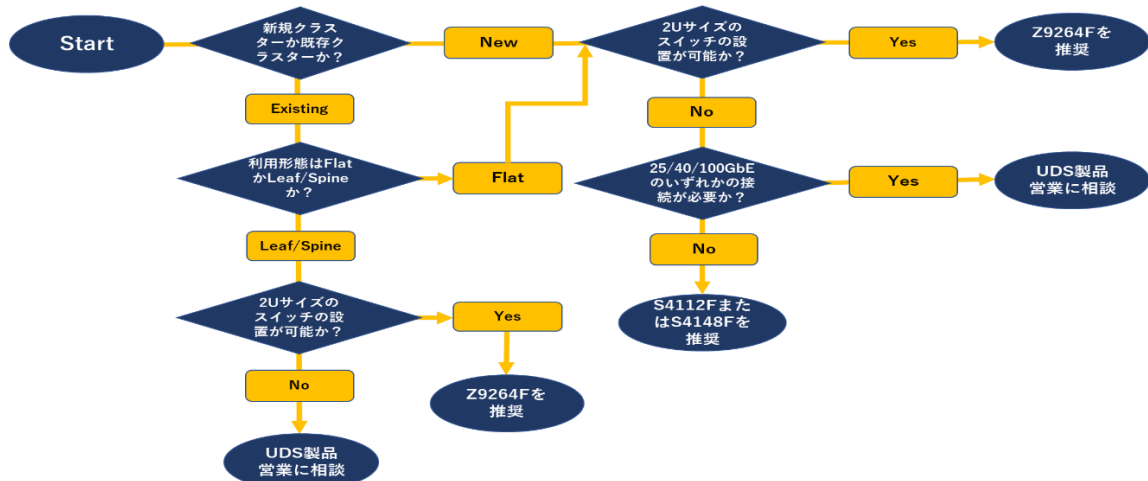 Start
新規クラス
ターか既存ク
ラスターか？
New
2Uサイズの
スイッチの設
置が可能か？
Yes
Z9264Fを
推奨
Existing
No
利用形態はFlat
かLeaf/Spine
か？
Flat
25/40/100GbE
のいずれかの接
続が必要か？
Yes
UDS製品
営業に相談
Leaf/Spine
No
2Uサイズの
スイッチの設
置が可能か？
Yes
S4112Fまた
はS4148Fを
推奨
No
Z9264Fを
推奨
UDS製品
営業に相談